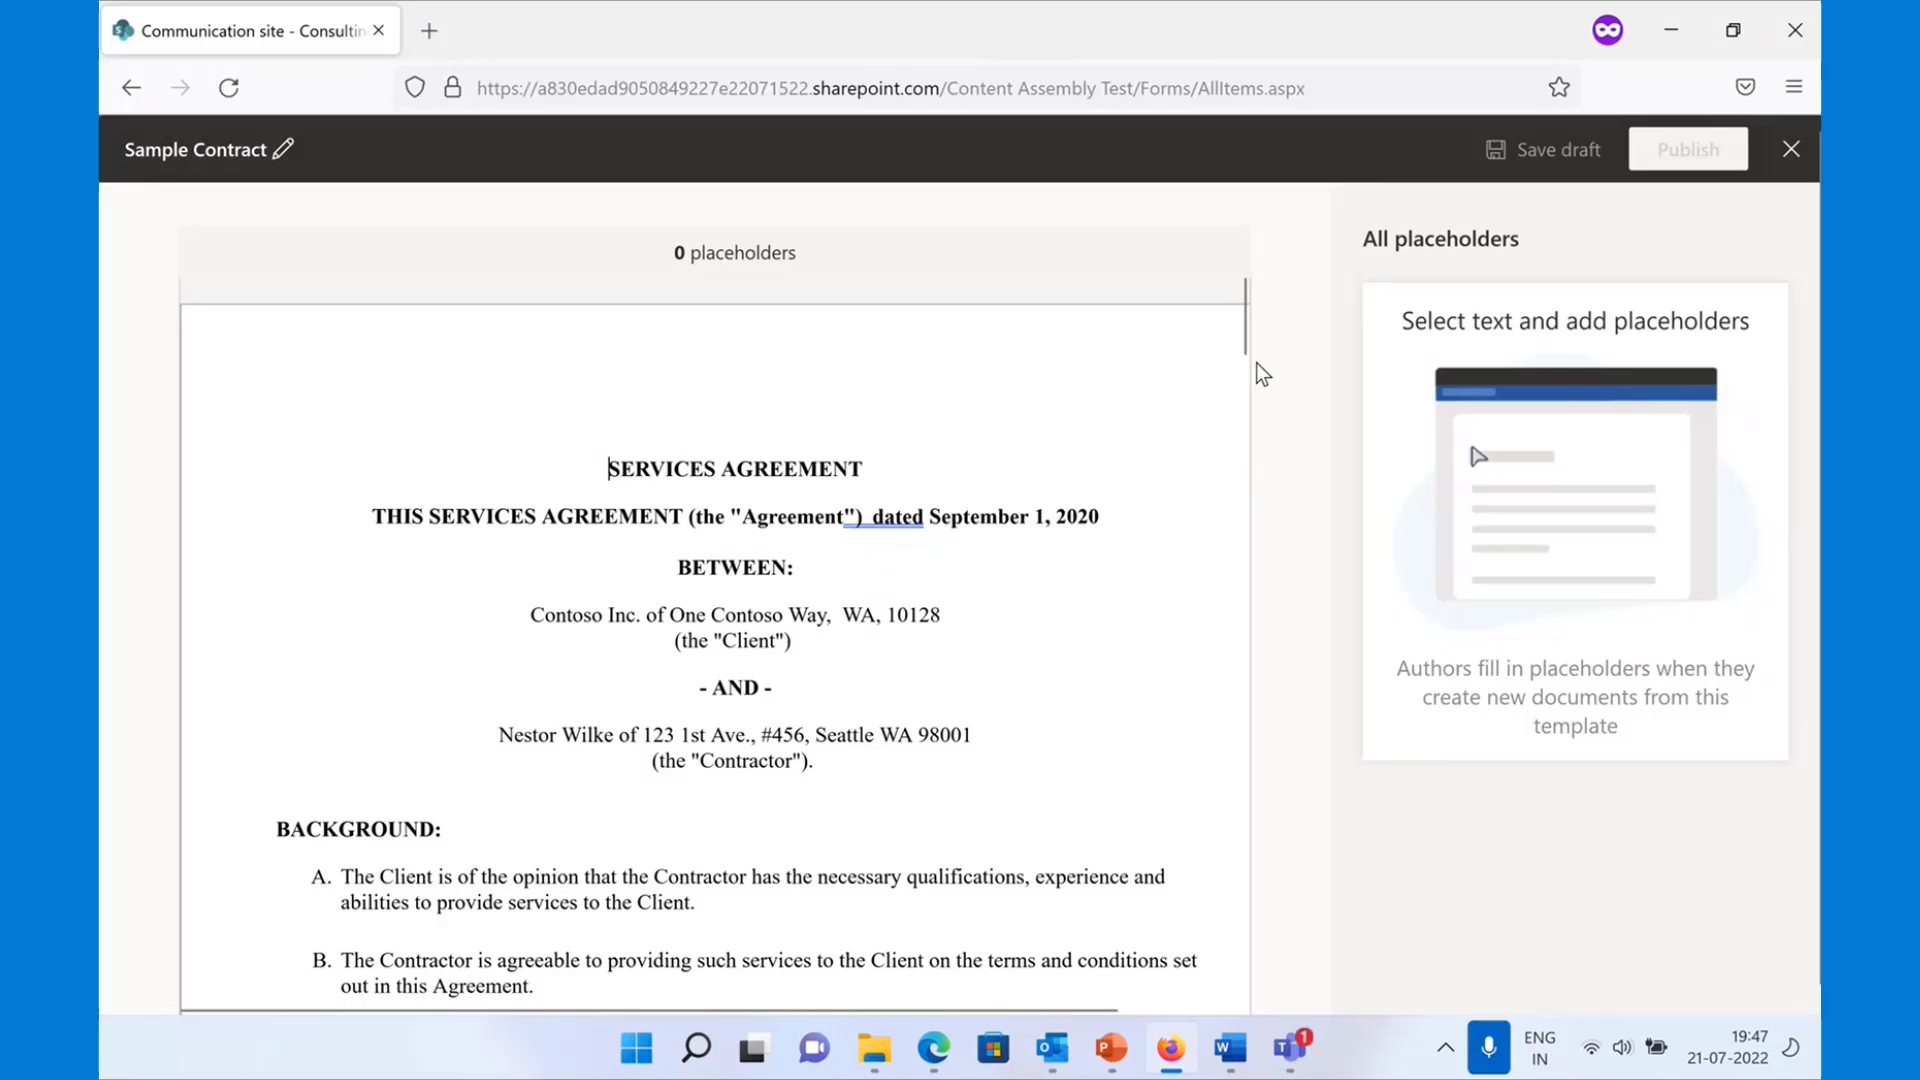 Communication site - Consultin
https://a830edad9050849227e22071522.sharepoint.com/Content Assembly Test/Forms/AllItems.aspx
Sample Contract
Save draft
Publish
0 placeholders
All placeholders
Select text and add placeholders
Authors fill in placeholders when they
create new documents from this
template
SERVICES AGREEMENT
THIS SERVICES AGREEMENT (the "Agreement")  dated September 1, 2020
BETWEEN:
Contoso Inc. of One Contoso Way,  WA, 10128
(the "Client")
- AND -
Nestor Wilke of 123 1st Ave., #456, Seattle WA 98001
(the "Contractor").
BACKGROUND:
A. The Client is of the opinion that the Contractor has the necessary qualifications, experience and
abilities to provide services to the Client.
B. The Contractor is agreeable to providing such services to the Client on the terms and conditions set
out in this Agreement.
1
ENG
IN
19:47
21-07-2022